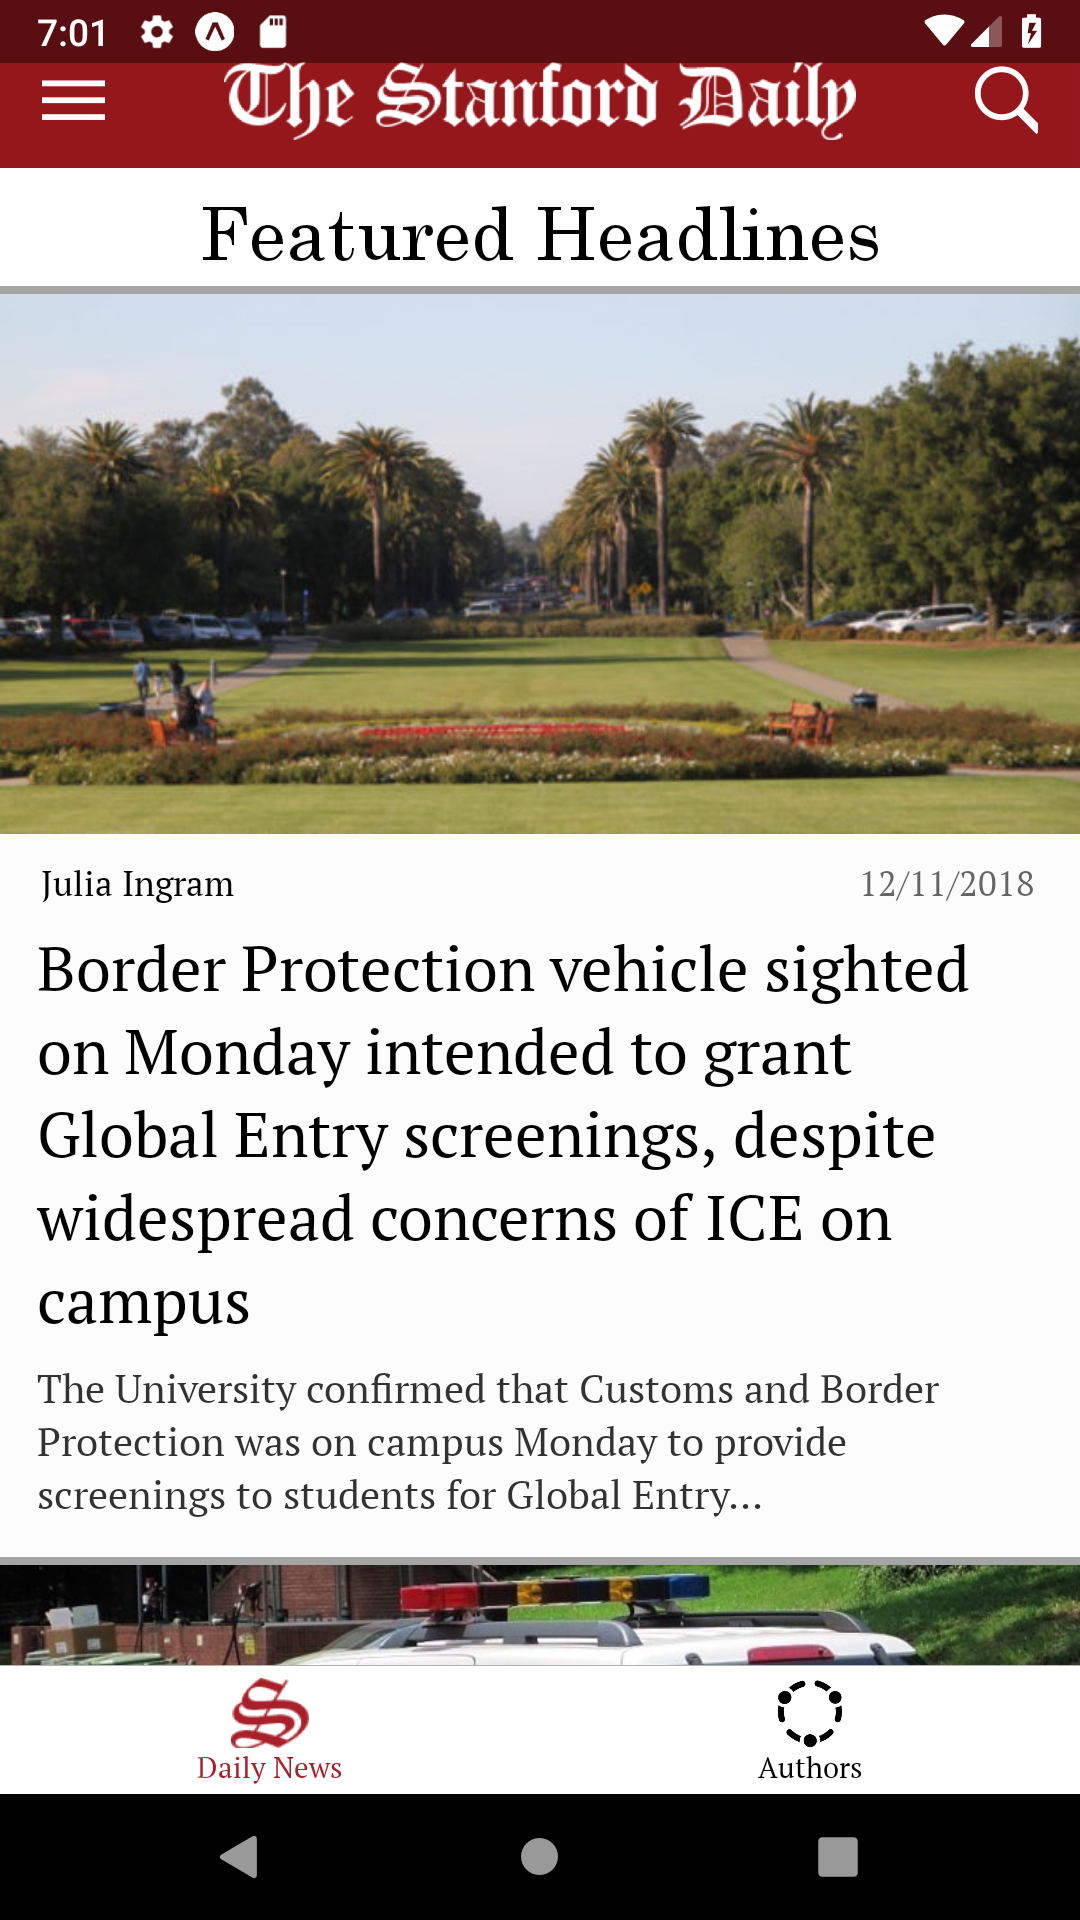 7:01
The Stanford Daily
Featured Headlines
Julia Ingram
12/11/2018
Border Protection vehicle sighted
on Monday intended to grant
Global Entry screenings, despite
widespread concerns of ICE on
campus
The University confirmed that Customs and Border
Protection was on campus Monday to provide
screenings to students for Global Entry...
Daily News
Authors